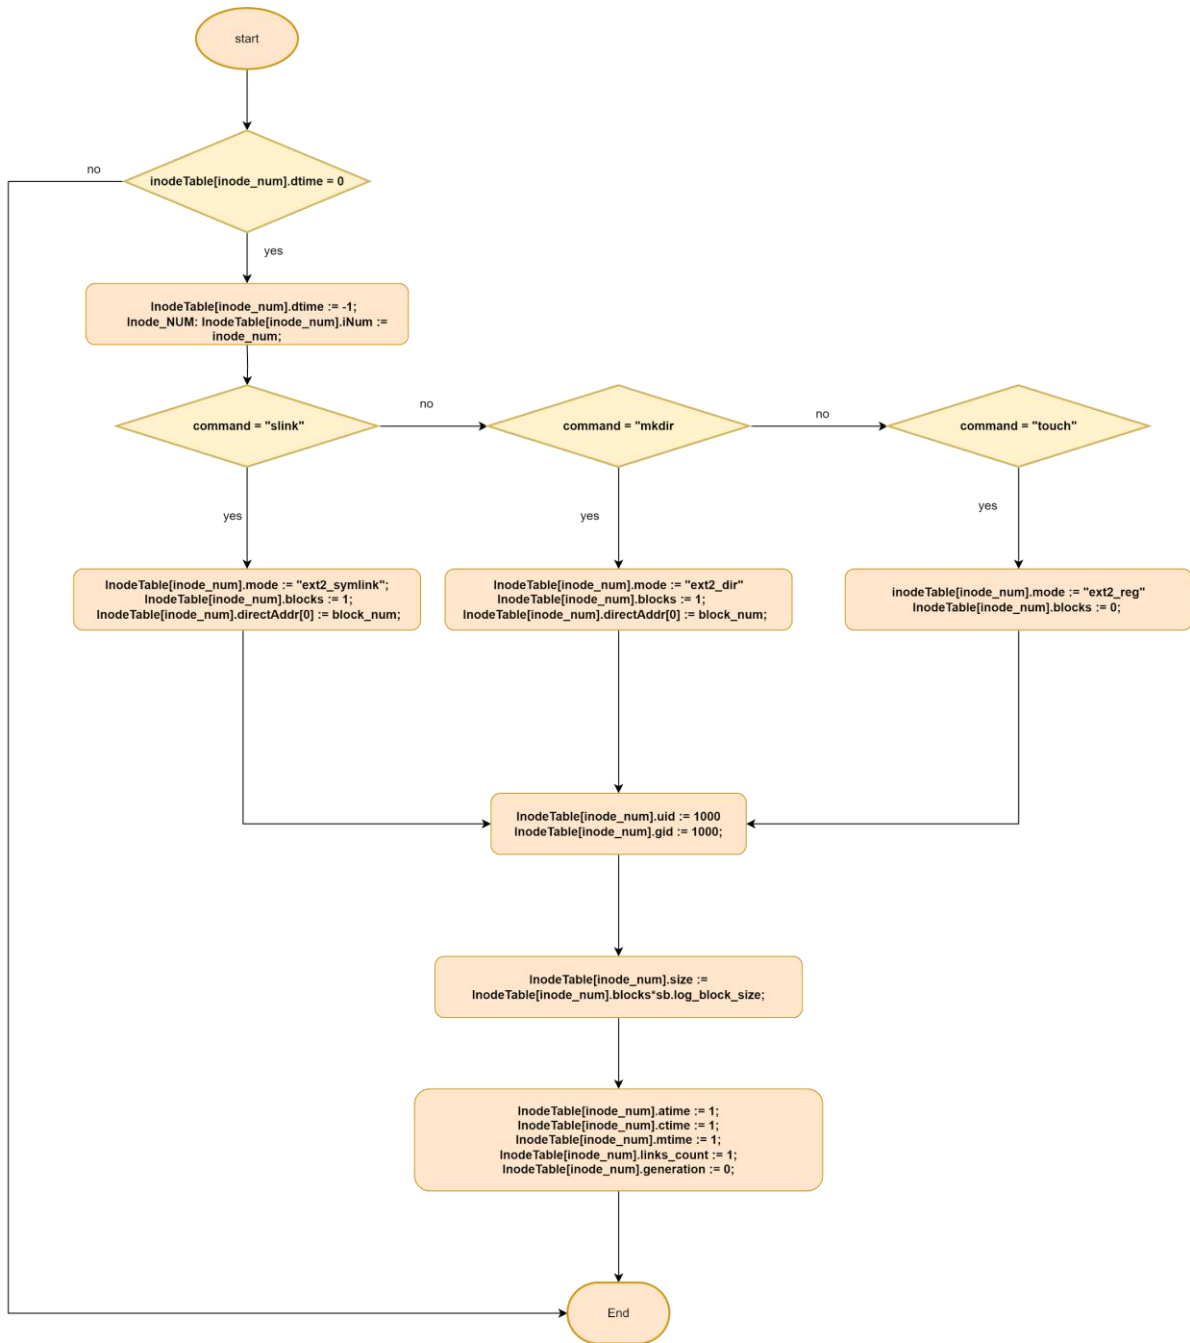 start
no
inodeTable[inode_num].dtime = 0
yes
InodeTable[inode_num].dtime := -1;
Inode_NUM: InodeTable[inode_num].iNum :=
inode_num;
command = "slink"
no
command = "mkdir
no
command = "touch"
yes
yes
yes
InodeTable[inode_num].mode := "ext2_symlink";
InodeTable[inode_num].blocks := 1;
InodeTable[inode_num].directAddr[0] := block_num;
InodeTable[inode_num].mode := "ext2_dir"
InodeTable[inode_num].blocks := 1;
InodeTable[inode_num].directAddr[0] := block_num;
inodeTable[inode_num].mode := "ext2_reg"
InodeTable[inode_num].blocks := 0;
InodeTable[inode_num].uid := 1000
InodeTable[inode_num].gid := 1000;
InodeTable[inode_num].size :=
InodeTable[inode_num].blocks*sb.log_block_size;
InodeTable[inode_num].atime := 1;
InodeTable[inode_num].ctime := 1;
InodeTable[inode_num].mtime := 1;
InodeTable[inode_num].links_count := 1;
InodeTable[inode_num].generation := 0;
End